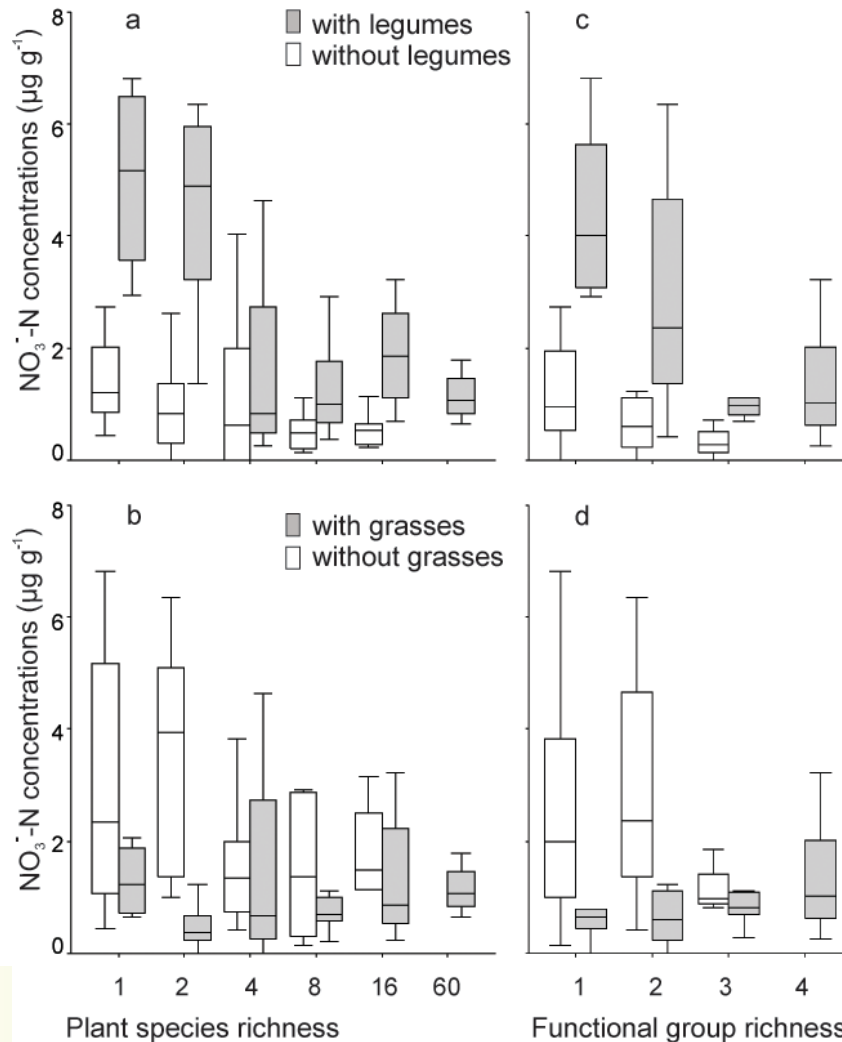 a
with legumes
without legumes
c
8
6
4
2
0
NO₃⁻-N concentrations (µg g⁻¹)
b
with grasses
without grasses
d
8
6
4
2
0
NO₃⁻-N concentrations (µg g⁻¹)
1 2 4 8 16 60
1 2 3 4
Plant species richness
Functional group richness